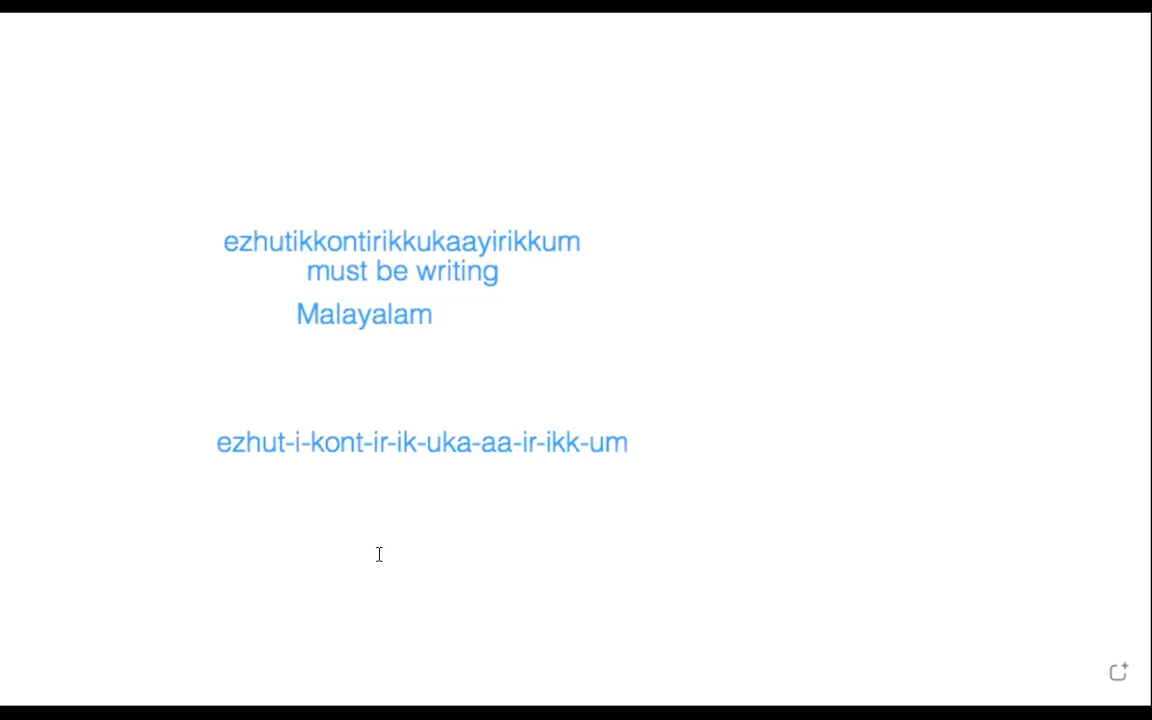 ezhutikkontirikkukaayirikkum
must be writing
Malayalam
ezhut-i-kont-ir-ik-uka-aa-ir-ikk-um